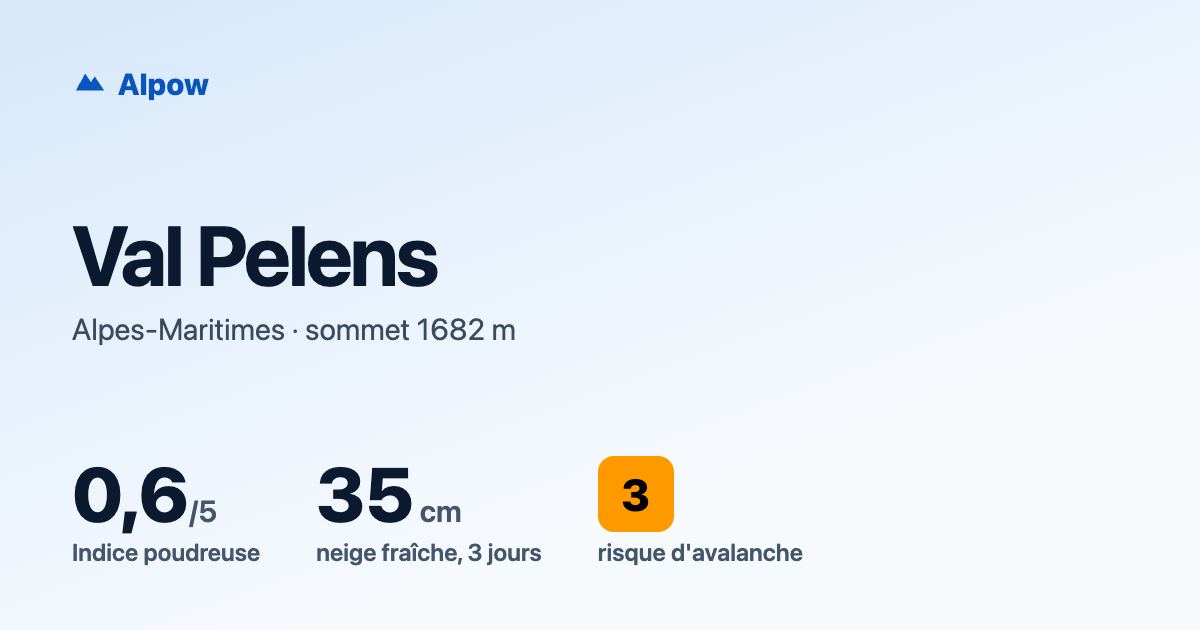 Alpow
Val Pelens
Alpes-Maritimes · sommet 1682 m
0,6/5
Indice poudreuse
35 cm
neige fraîche, 3 jours
3
risque d'avalanche